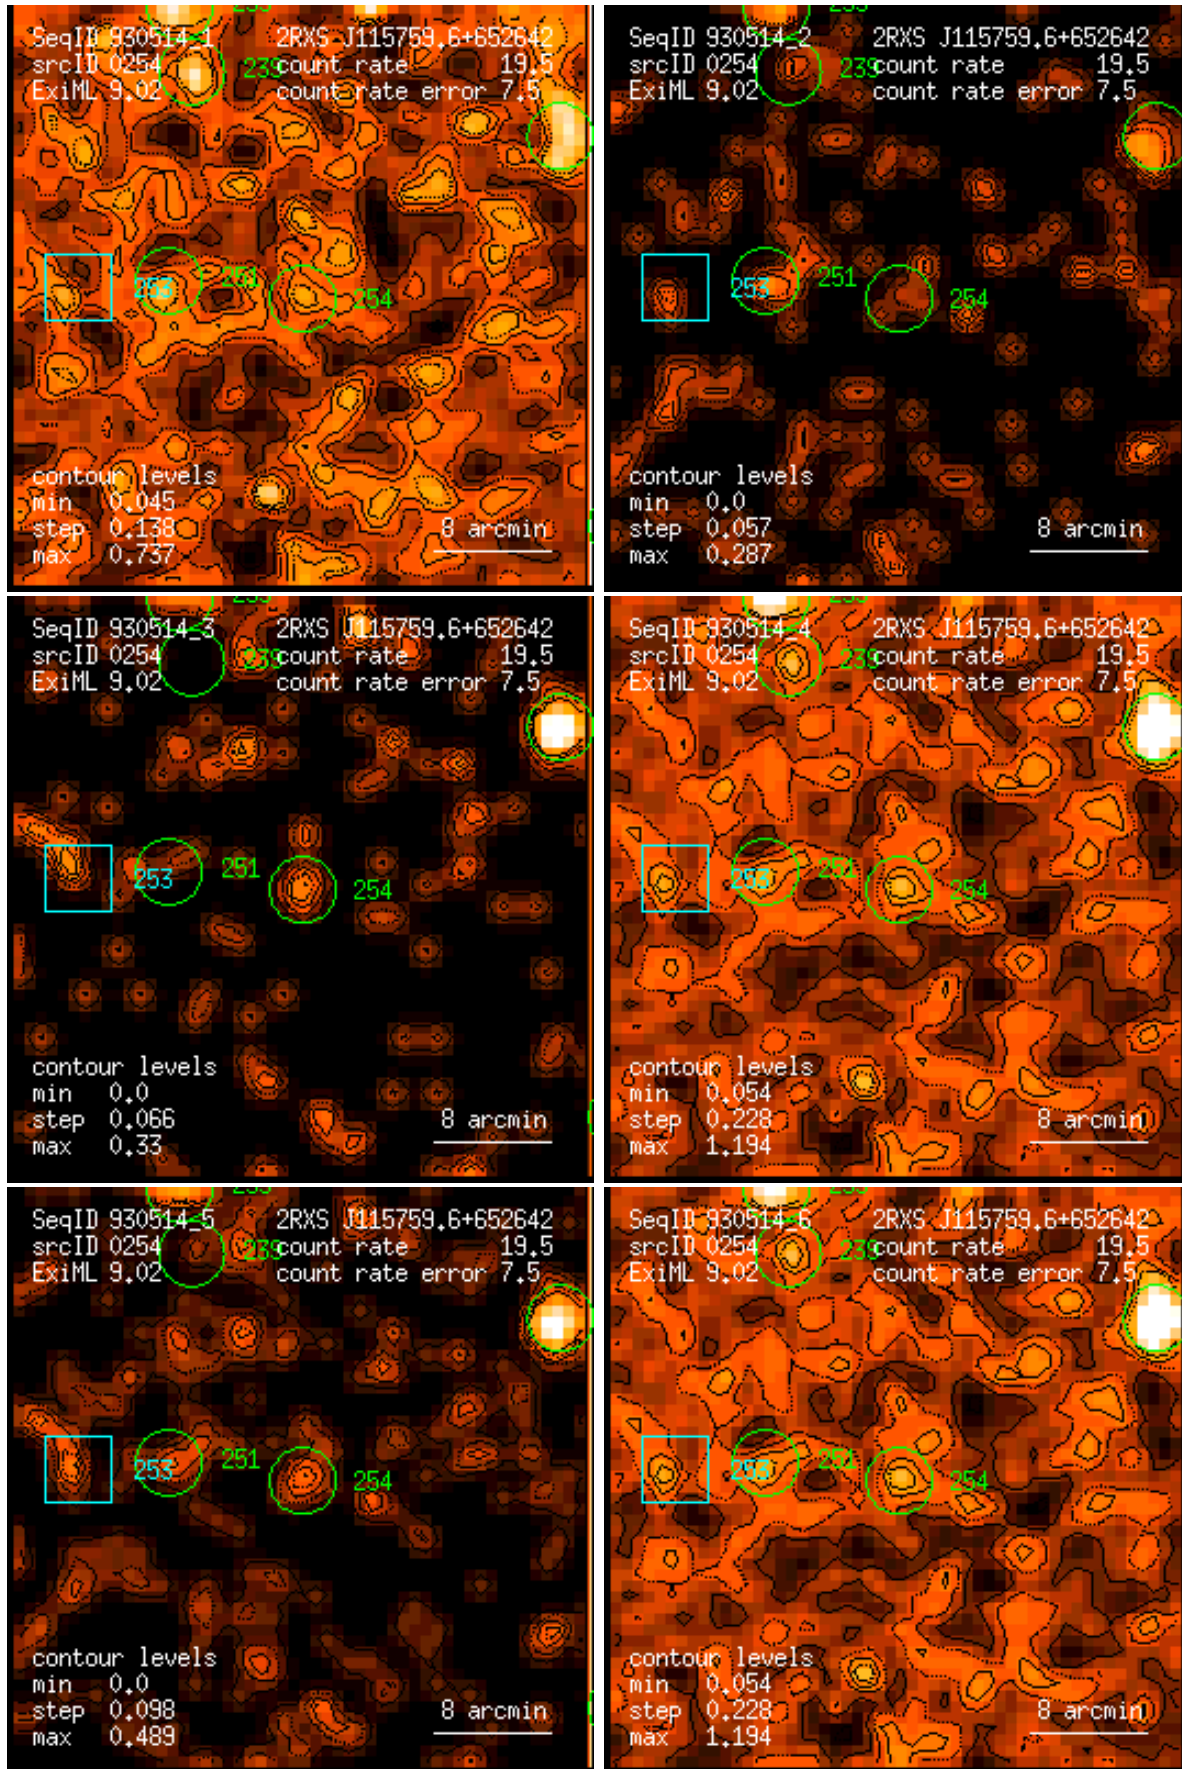 SeqID 930514_1 2RXS J115759.6+652642
srcID 0254 239 count rate 19.5
ExiML 9.02 count rate error 7.5
253 251
254
contour levels
min 0.045
step 0.138 8 arcmin
max 0.737
SeqID 930514_2 2RXS J115759.6+652642
srcID 0254 239 count rate 19.5
ExiML 9.02 count rate error 7.5
253 251
254
contour levels
min 0.0
step 0.057 8 arcmin
max 0.287
SeqID 930514_3 2RXS J115759.6+652642
srcID 0254 239 count rate 19.5
ExiML 9.02 count rate error 7.5
253 251
254
contour levels
min 0.0
step 0.066 8 arcmin
max 0.33
SeqID 930514-4 2RXS J115759.6+652642
srcID 0254 239 count rate 19.5
ExiML 9.02 count rate error 7.5
253 251
254
contour levels
min 0.054
step 0.228 8 arcmin
max 1.194
SeqID 930514-5 2RXS J115759.6+652642
srcID 0254 239 count rate 19.5
ExiML 9.02 count rate error 7.5
253 251
254
contour levels
min 0.0
step 0.098 8 arcmin
max 0.489
SeqID 930514-6 2RXS J115759.6+652642
srcID 0254 239 count rate 19.5
ExiML 9.02 count rate error 7.5
253 251
254
contour levels
min 0.054
step 0.228 8 arcmin
max 1.194